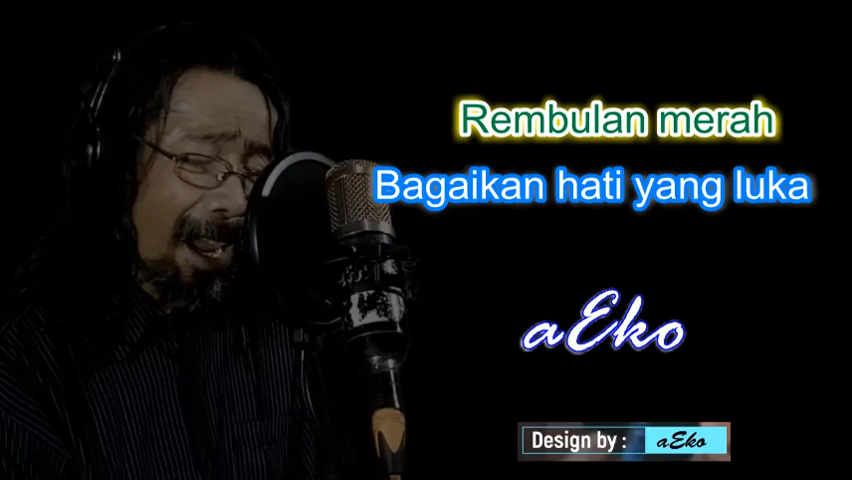 Rembulan merah
Bagaikan hati yang luka
aEko
Design by : aEko